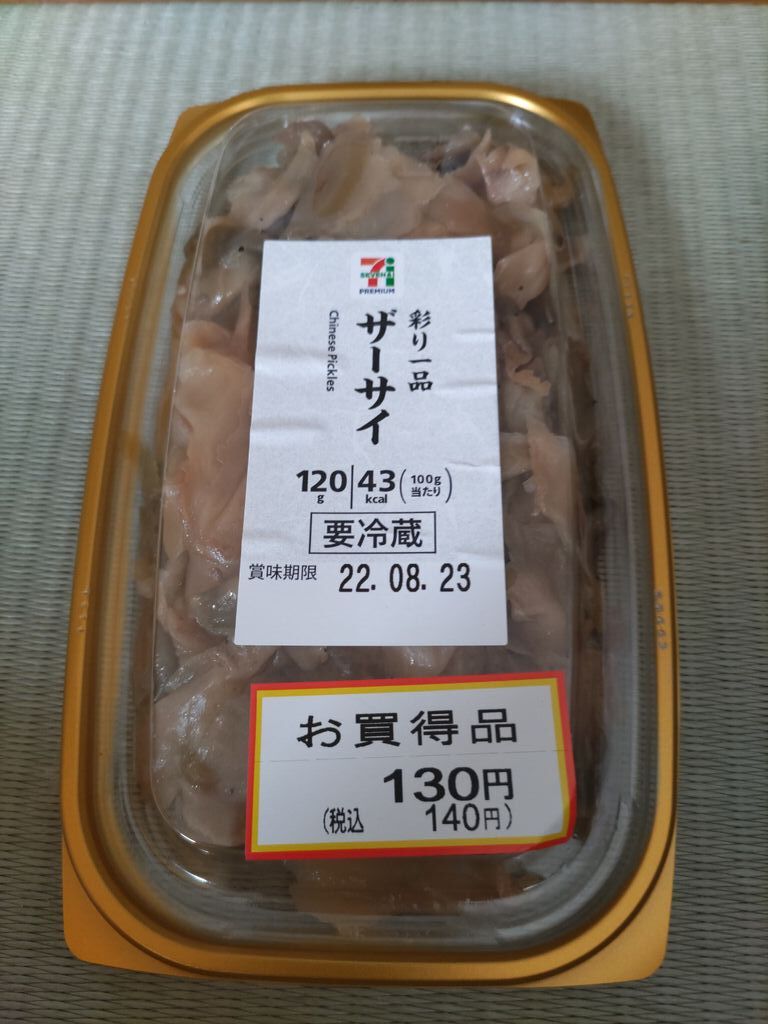 SEVEN&i
PREMIUM
彩り一品
ザーサイ
Chinese Pickles
120g 43kcal (100g当たり)
要冷蔵
賞味期限 22.08.23
お買得品
130円
(税込 140円)